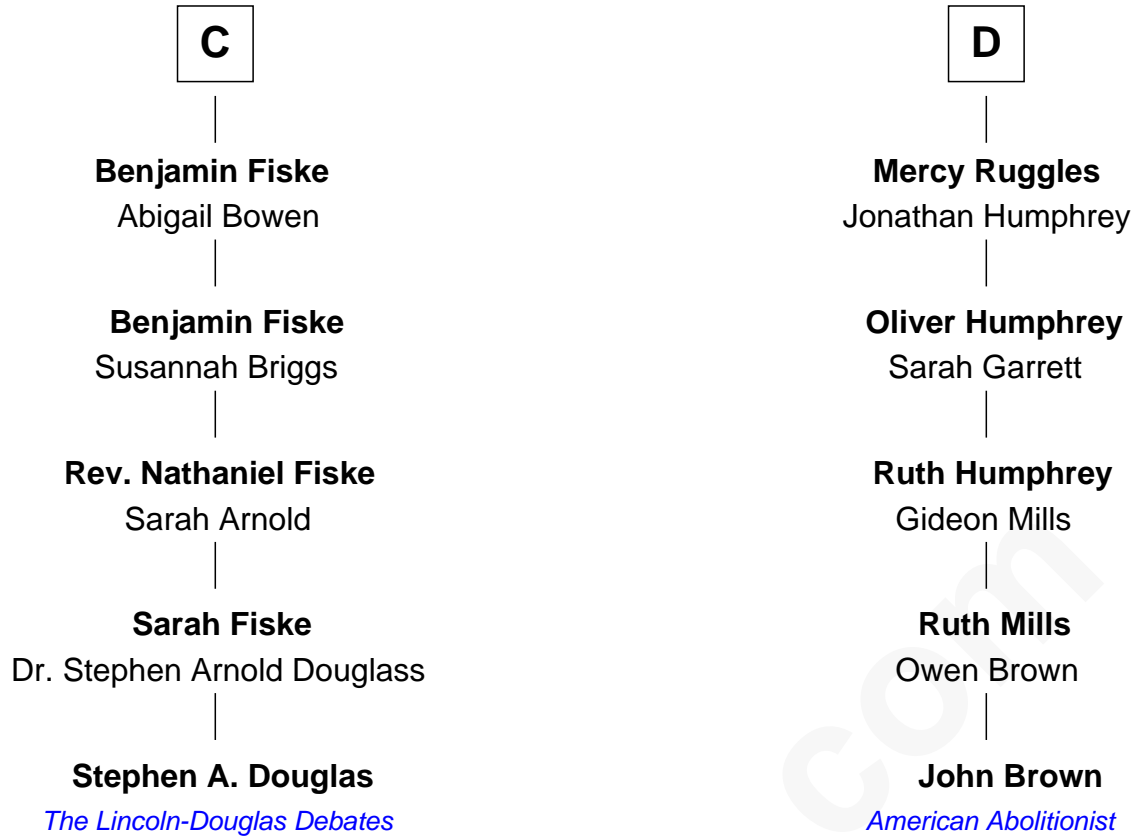 C
Benjamin Fiske
Abigail Bowen
Benjamin Fiske
Susannah Briggs
Rev. Nathaniel Fiske
Sarah Arnold
Sarah Fiske
Dr. Stephen Arnold Douglass
Stephen A. Douglas
The Lincoln-Douglas Debates
D
Mercy Ruggles
Jonathan Humphrey
Oliver Humphrey
Sarah Garrett
Ruth Humphrey
Gideon Mills
Ruth Mills
Owen Brown
John Brown
American Abolitionist
com